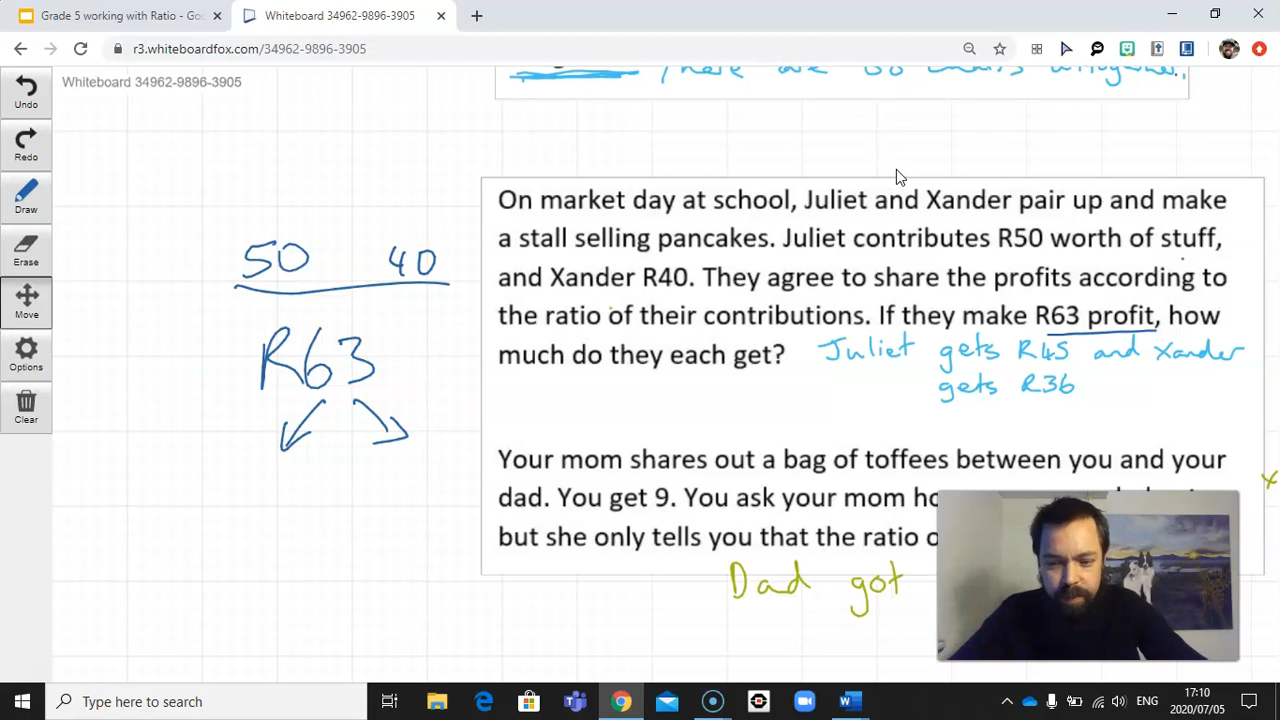 Grade 5 working with Ratio - Goo
Whiteboard 34962-9896-3905
r3.whiteboardfox.com/34962-9896-3905
Undo
Redo
Draw
Erase
Move
Options
Clear
Whiteboard 34962-9896-3905
There are
50 40
R63
On market day at school, Juliet and Xander pair up and make
a stall selling pancakes. Juliet contributes R50 worth of stuff,
and Xander R40. They agree to share the profits according to
the ratio of their contributions. If they make R63 profit, how
much do they each get? Juliet gets R45 and Xander
gets R36
Your mom shares out a bag of toffees between you and your
dad. You get 9. You ask your mom
but she only tells you that the ratio
Dad got
Type here to search
ENG
17:10
2020/07/05